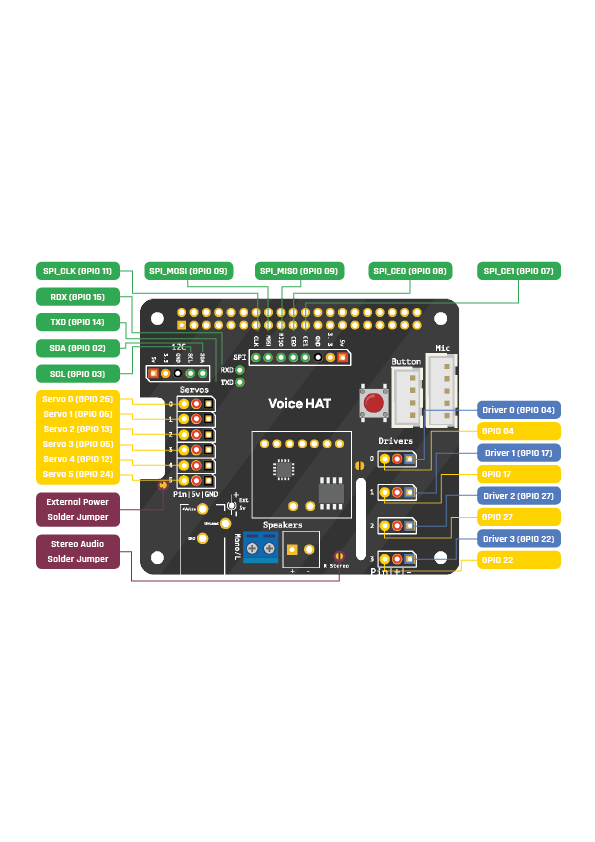 SPI_CLK (GPIO 11)
SPI_MOSI (GPIO 09)
SPI_MISO (GPIO 09)
SPI_CE0 (GPIO 08)
SPI_CE1 (GPIO 07)
RDX (GPIO 15)
TXD (GPIO 14)
SDA (GPIO 02)
SCL (GPIO 03)
Servo 0 (GPIO 26)
Servo 1 (GPIO 06)
Servo 2 (GPIO 13)
Servo 3 (GPIO 05)
Servo 4 (GPIO 12)
Servo 5 (GPIO 24)
External Power
Solder Jumper
Stereo Audio
Solder Jumper
I2C
5v
3.3
GND
SCL
SDA
SPI
CLK
MOSI
MISO
CE0
CE1
GND
3.3
5v
RXD
TXD
Button
Mic
Servos
0
1
2
3
4
5
Pin|5v|GND
Voice HAT
Drivers
0
1
2
3
Pin + -
+
Ext
5v
-
+Volts
GND
Speakers
Mono/L
+ -
R Stereo
Driver 0 (GPIO 04)
GPIO 04
Driver 1 (GPIO 17)
GPIO 17
Driver 2 (GPIO 27)
GPIO 27
Driver 3 (GPIO 22)
GPIO 22